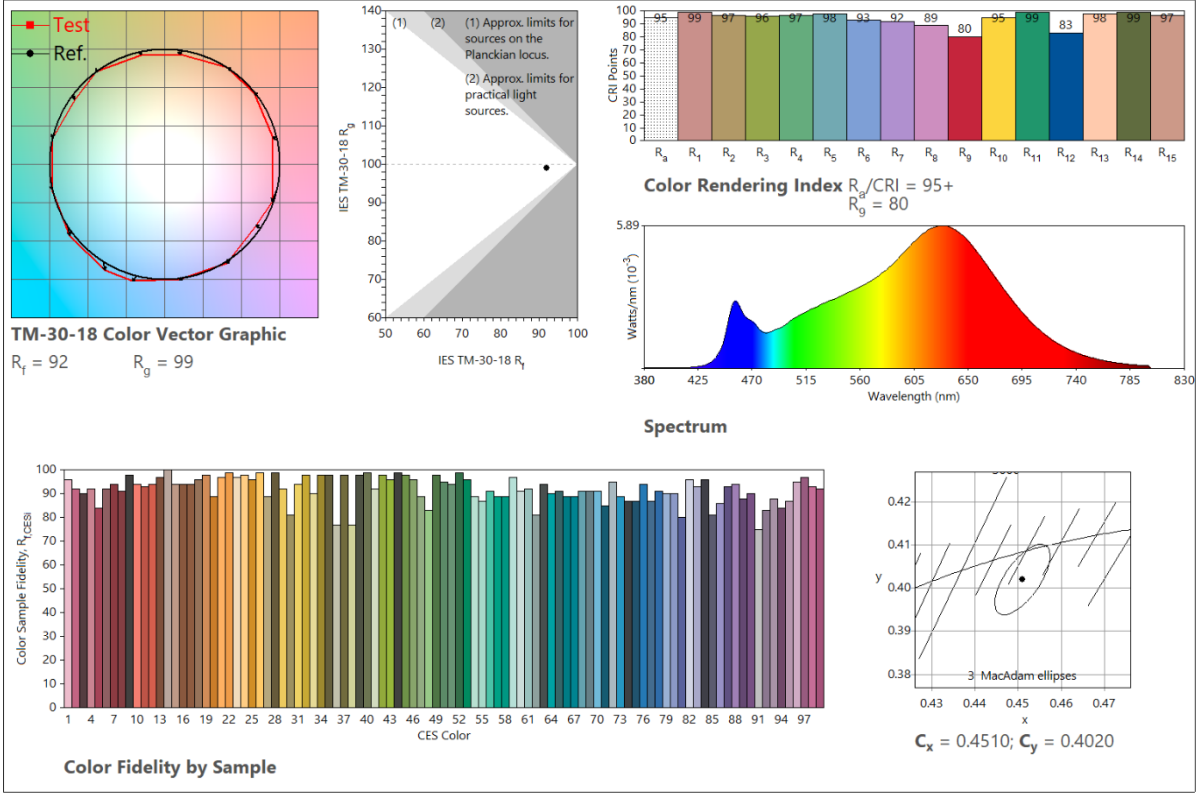 Test
Ref.
TM-30-18 Color Vector Graphic
Rf = 92 Rg = 99
140
130
120
110
100
90
80
70
60
IES TM-30-18 Rg
(1) (2) (1) Approx. limits for
sources on the
Planckian locus.
(2) Approx. limits for
practical light
sources.
50 60 70 80 90 100
IES TM-30-18 Rf
100
90
80
70
60
50
40
30
20
10
0
CRI Points
95 99 97 96 97 98 93 92 89 80 95 99 83 98 99 97
Ra R1 R2 R3 R4 R5 R6 R7 R8 R9 R10 R11 R12 R13 R14 R15
Color Rendering Index Ra/CRI = 95+
R9 = 80
5.89
Watts/nm (10⁻³)
380 425 470 515 560 605 650 695 740 785 830
Wavelength (nm)
Spectrum
100
90
80
70
60
50
40
30
20
10
0
Color Sample Fidelity, Rf,CESi
1 4 7 10 13 16 19 22 25 28 31 34 37 40 43 46 49 52 55 58 61 64 67 70 73 76 79 82 85 88 91 94 97
CES Color
Color Fidelity by Sample
0.42
0.41
0.40
0.39
0.38
y
3 MacAdam ellipses
0.43 0.44 0.45 0.46 0.47
x
Cx = 0.4510; Cy = 0.4020